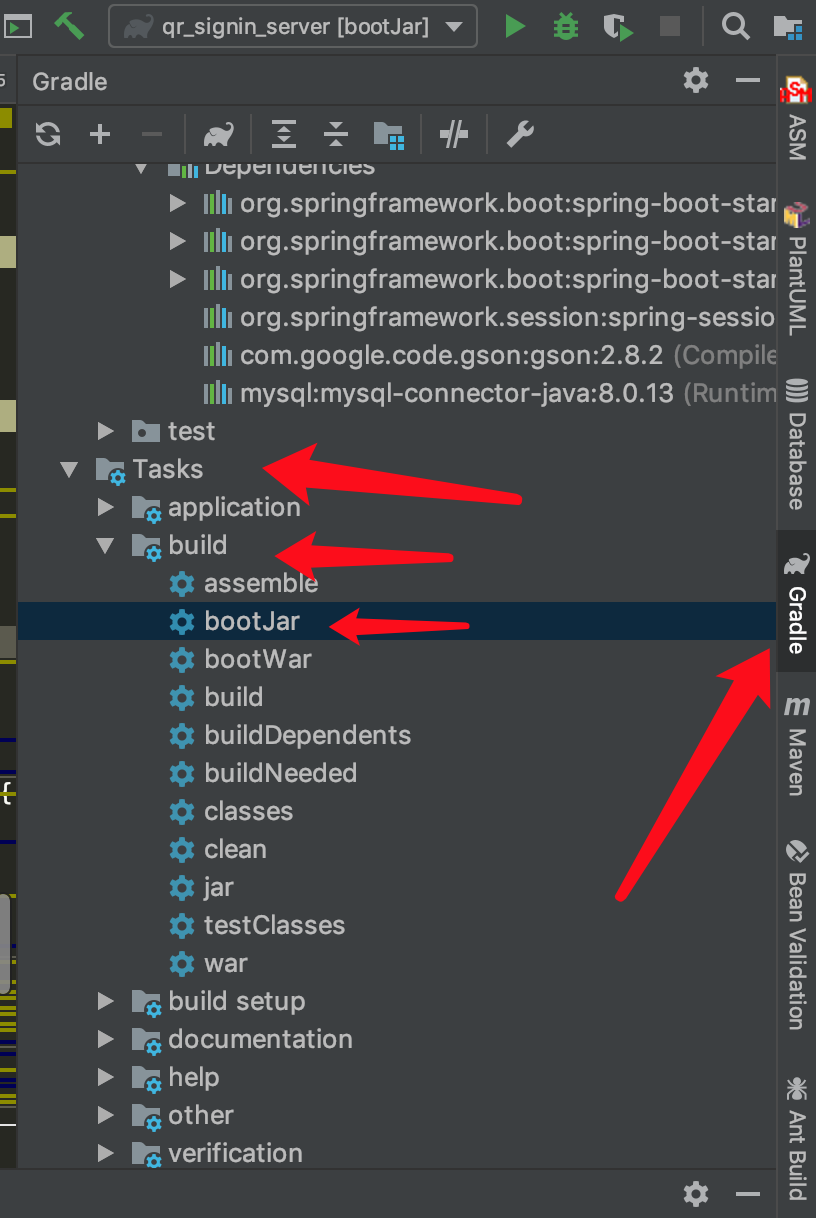 qr_signin_server [bootJar]
5
Gradle
Dependencies
org.springframework.boot:spring-boot-star
org.springframework.boot:spring-boot-star
org.springframework.boot:spring-boot-star
org.springframework.session:spring-sessio
com.google.code.gson:gson:2.8.2 (Compile
mysql:mysql-connector-java:8.0.13 (Runtim
test
Tasks
application
build
assemble
bootJar
bootWar
build
buildDependents
buildNeeded
{
classes
clean
jar
testClasses
war
build setup
documentation
help
other
verification
ASM
PlantUML
Database
Gradle
m
Maven
Bean Validation
Ant Build